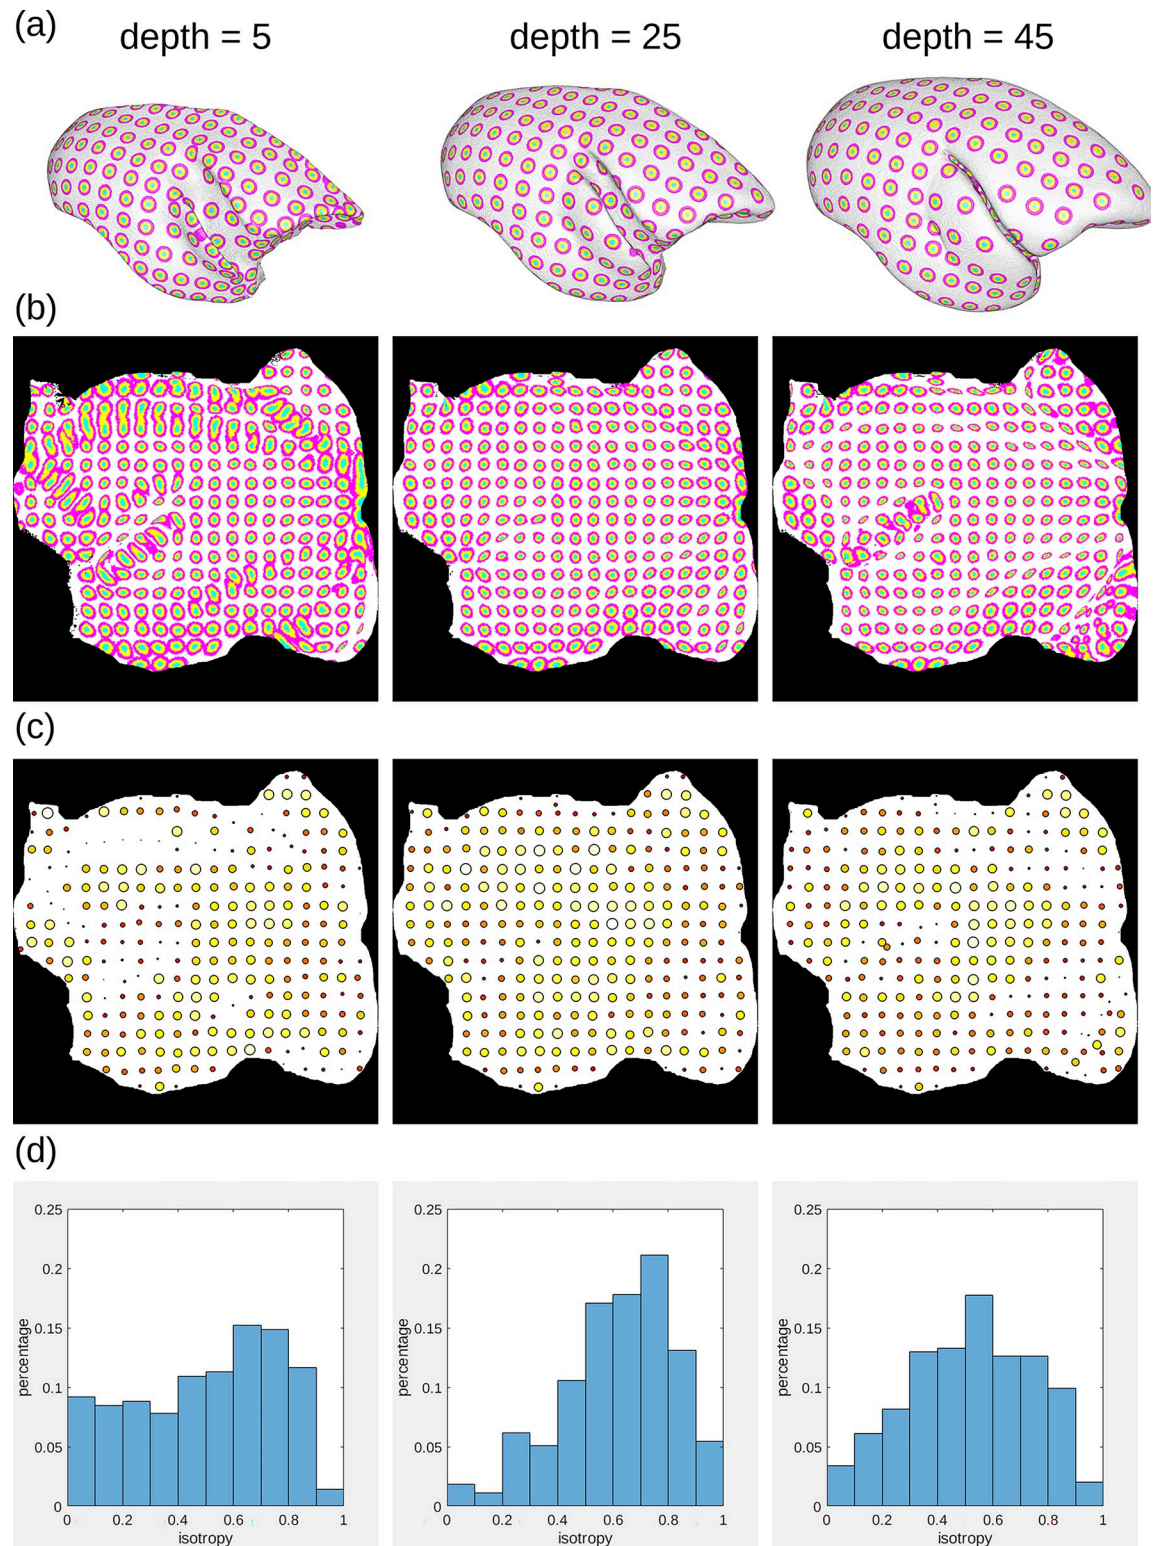 (a)
depth = 5 depth = 25 depth = 45
(b)
(c)
(d)
0.25 0.25 0.25
0.2 0.2 0.2
0.15 0.15 0.15
percentage percentage percentage
0.1 0.1 0.1
0.05 0.05 0.05
0 0 0
0 0.2 0.4 0.6 0.8 1 0 0.2 0.4 0.6 0.8 1 0 0.2 0.4 0.6 0.8 1
isotropy isotropy isotropy